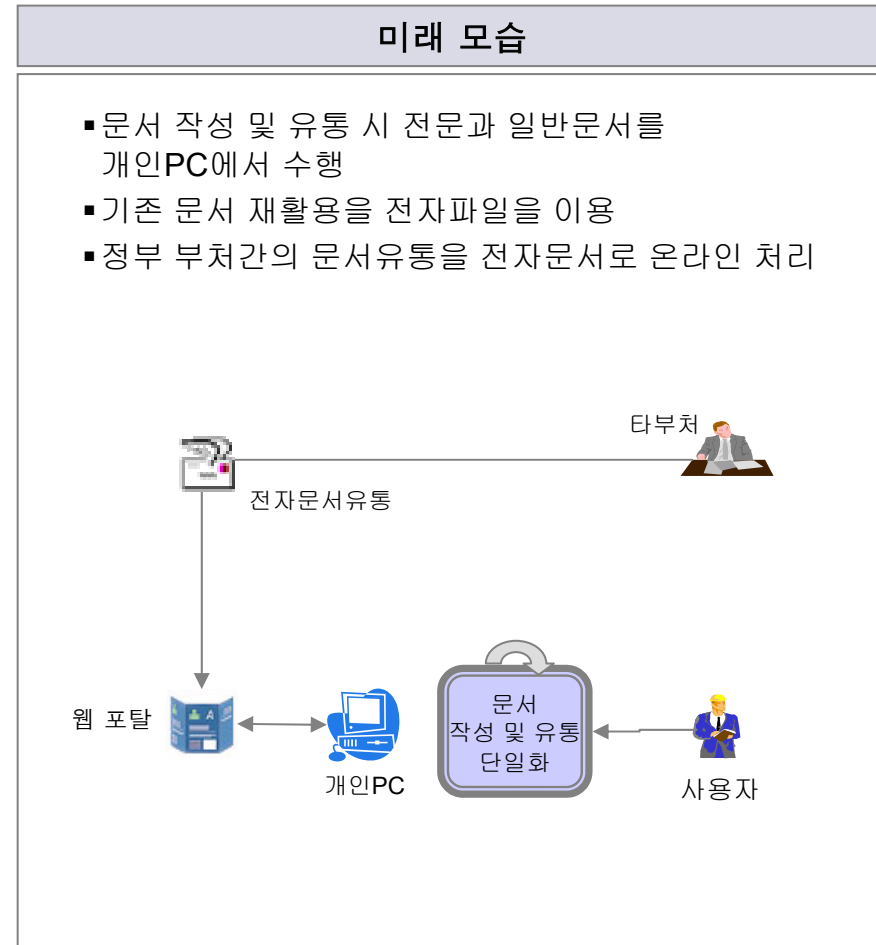 미래 모습
▪문서 작성 및 유통 시 전문과 일반문서를
개인PC에서 수행
▪기존 문서 재활용을 전자파일을 이용
▪정부 부처간의 문서유통을 전자문서로 온라인 처리
타부처
전자문서유통
웹 포탈
개인PC
문서
작성 및 유통
단일화
사용자